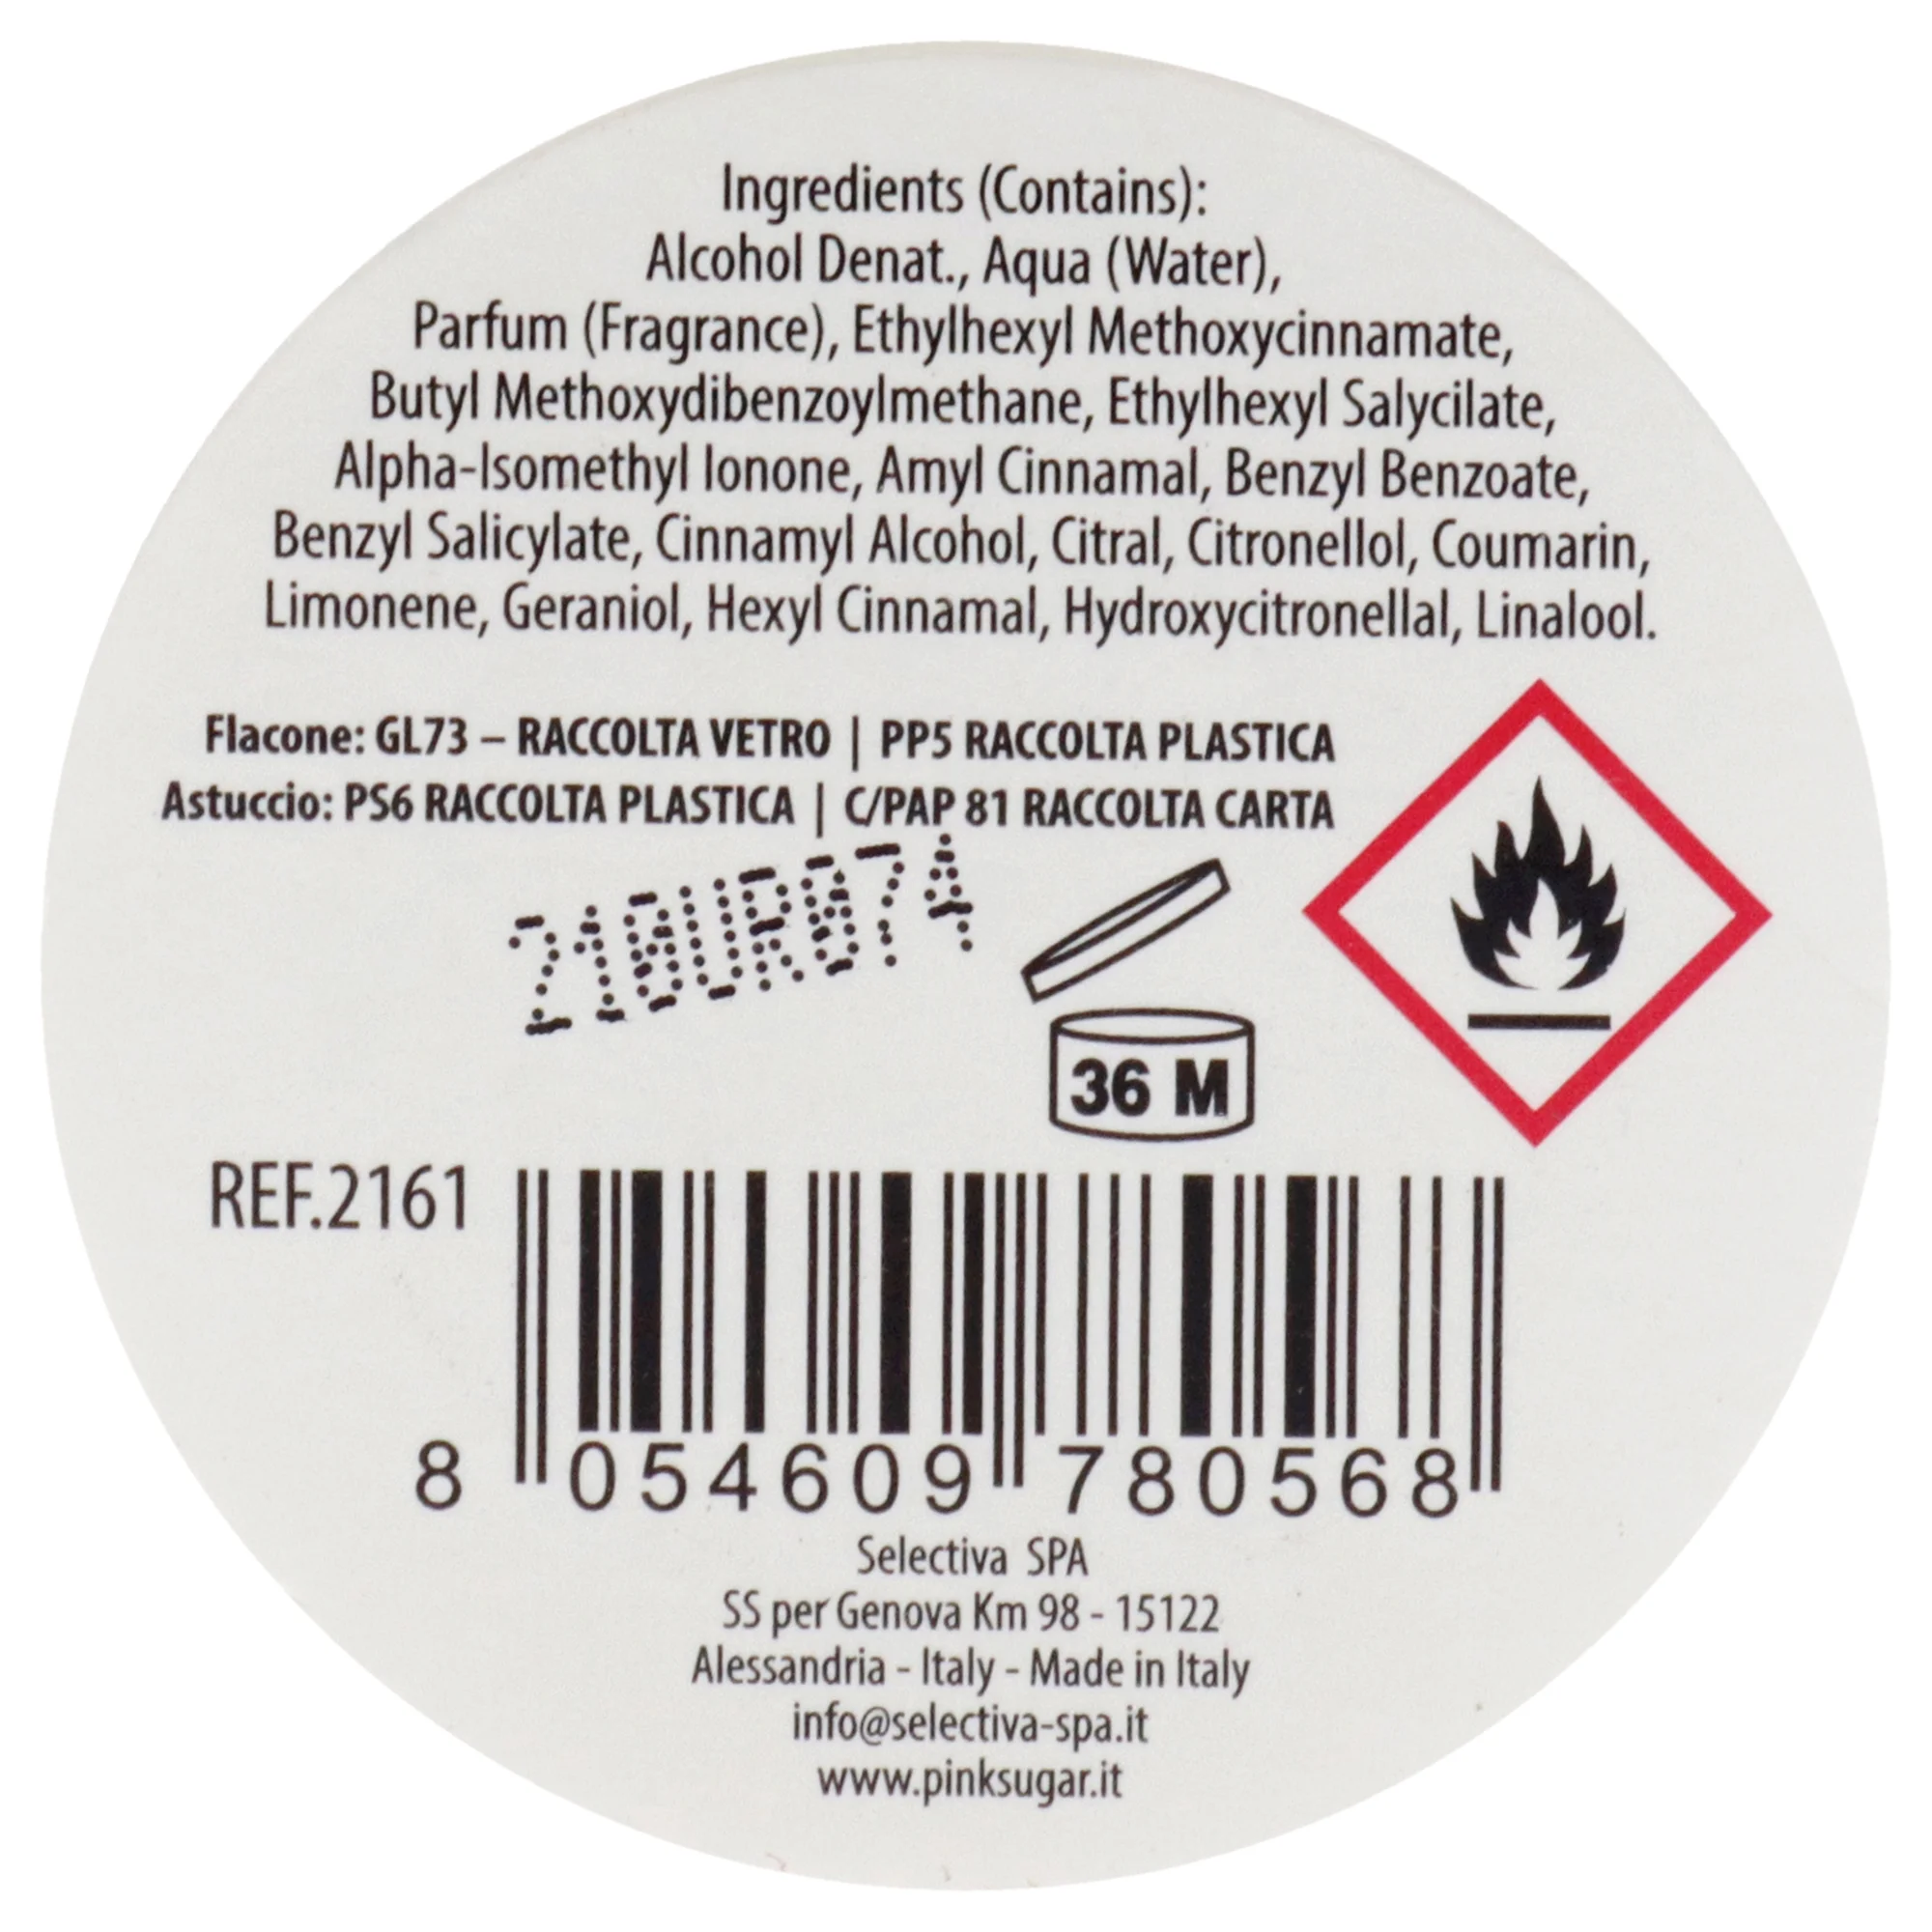 Ingredients (Contains):
Alcohol Denat., Aqua (Water),
Parfum (Fragrance), Ethylhexyl Methoxycinnamate,
Butyl Methoxydibenzoylmethane, Ethylhexyl Salycilate,
Alpha-Isomethyl Ionone, Amyl Cinnamal, Benzyl Benzoate,
Benzyl Salicylate, Cinnamyl Alcohol, Citral, Citronellol, Coumarin,
Limonene, Geraniol, Hexyl Cinnamal, Hydroxycitronellal, Linalool.
Flacone: GL73 – RACCOLTA VETRO | PP5 RACCOLTA PLASTICA
Astuccio: PS6 RACCOLTA PLASTICA | C/PAP 81 RACCOLTA CARTA
210UR074
36 M
REF.2161
8 054609 780568
Selectiva SPA
SS per Genova Km 98 - 15122
Alessandria - Italy - Made in Italy
info@selectiva-spa.it
www.pinksugar.it